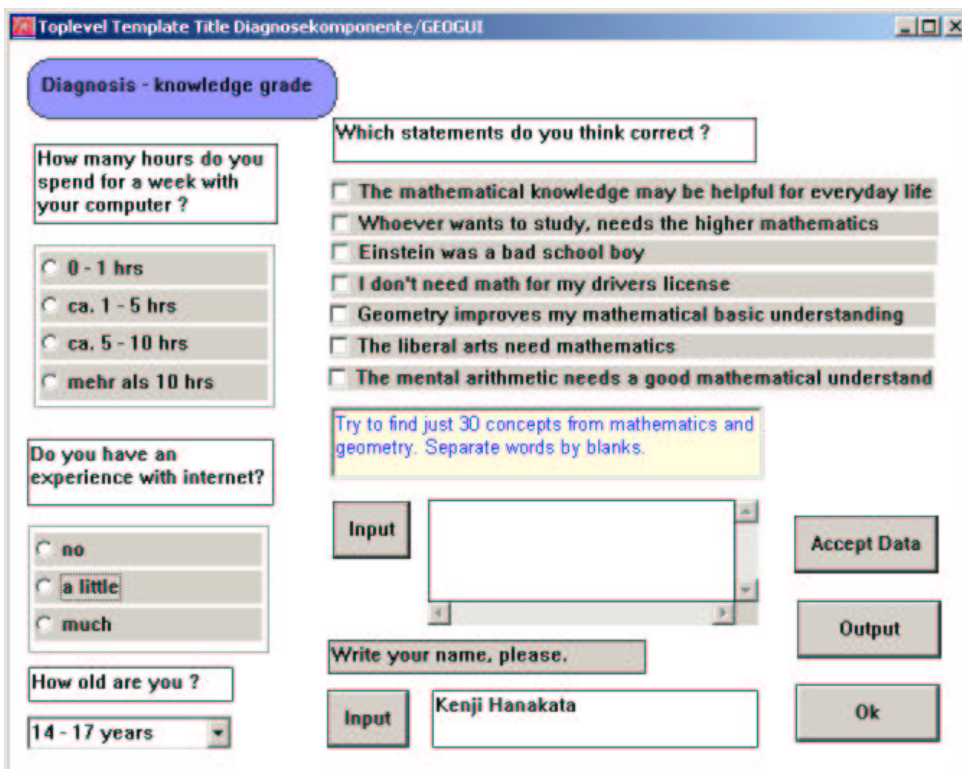 Toplevel Template Title Diagnosekomponente/GEOGUI
Diagnosis - knowledge grade
How many hours do you
spend for a week with
your computer ?
0 - 1 hrs
ca. 1 - 5 hrs
ca. 5 - 10 hrs
mehr als 10 hrs
Do you have an
experience with internet?
no
a little
much
How old are you ?
14 - 17 years
Which statements do you think correct ?
The mathematical knowledge may be helpful for everyday life
Whoever wants to study, needs the higher mathematics
Einstein was a bad school boy
I don't need math for my drivers license
Geometry improves my mathematical basic understanding
The liberal arts need mathematics
The mental arithmetic needs a good mathematical understand
Try to find just 30 concepts from mathematics and
geometry. Separate words by blanks.
Input
Write your name, please.
Input
Kenji Hanakata
Accept Data
Output
Ok